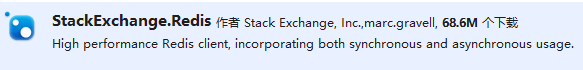 StackExchange.Redis 作者 Stack Exchange, Inc.,marc.gravell, 68.6M 个下载
High performance Redis client, incorporating both synchronous and asynchronous usage.